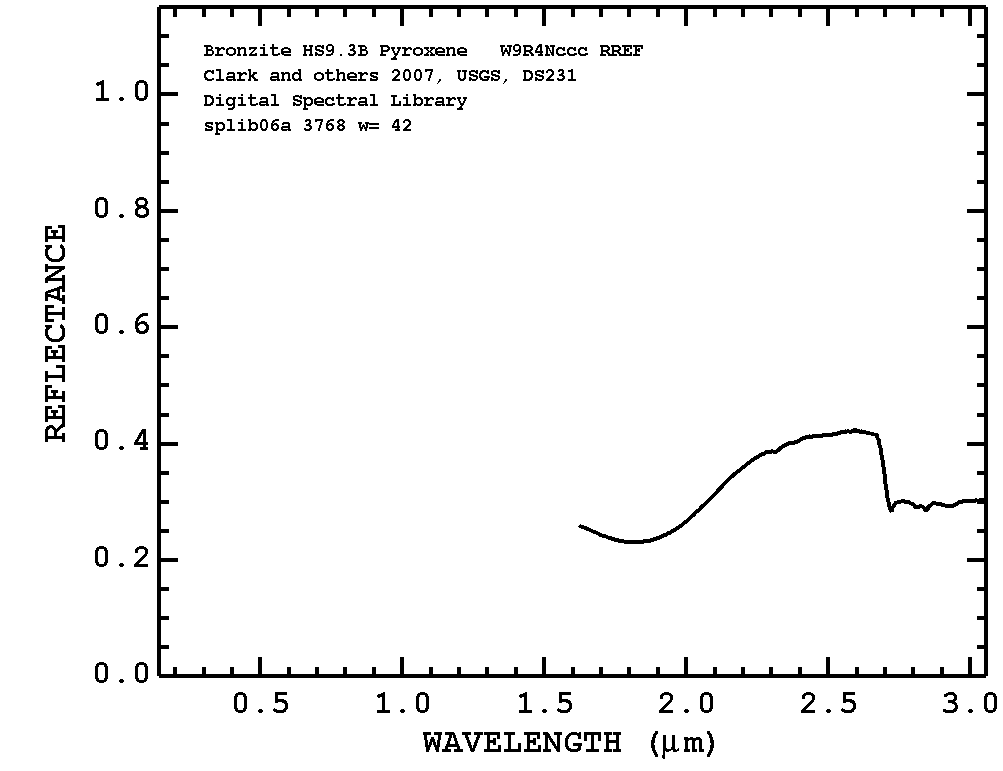 Bronzite HS9.3B Pyroxene W9R4Nccc RREF
Clark and others 2007, USGS, DS231
Digital Spectral Library
splib06a 3768 w= 42
1.0
0.8
0.6
0.4
0.2
0.0
REFLECTANCE
0.5 1.0 1.5 2.0 2.5 3.0
WAVELENGTH (μm)